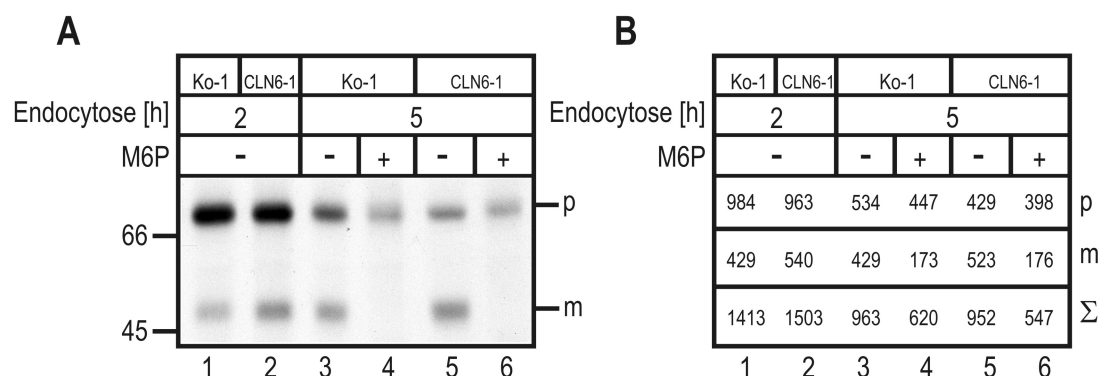 A
Ko-1 CLN6-1 Ko-1 CLN6-1
Endocytose [h] 2 5
M6P - - + - +
p
66
m
45
1 2 3 4 5 6
B
Ko-1 CLN6-1 Ko-1 CLN6-1
Endocytose [h] 2 5
M6P - - + - +
984 963 534 447 429 398 p
429 540 429 173 523 176 m
1413 1503 963 620 952 547 Σ
1 2 3 4 5 6